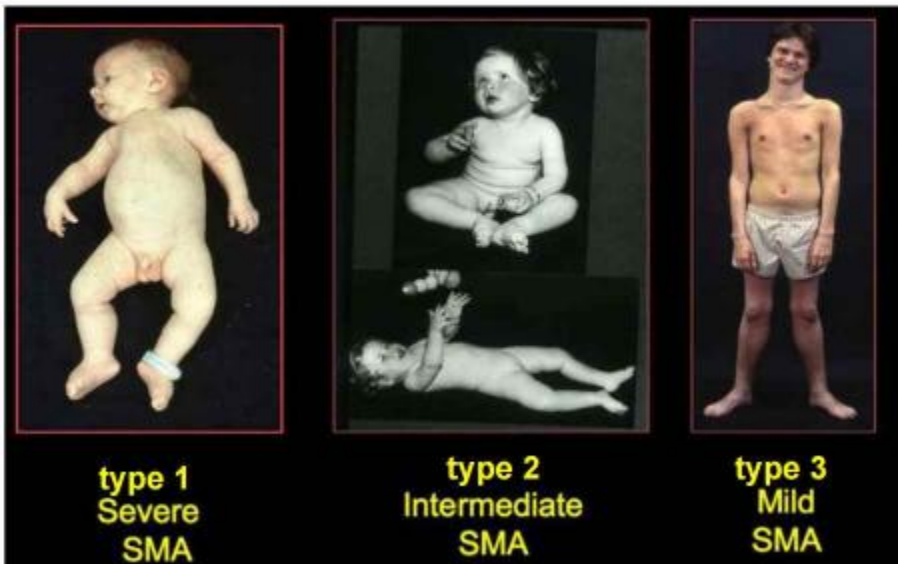 type 1
Severe
SMA
type 2
Intermediate
SMA
type 3
Mild
SMA